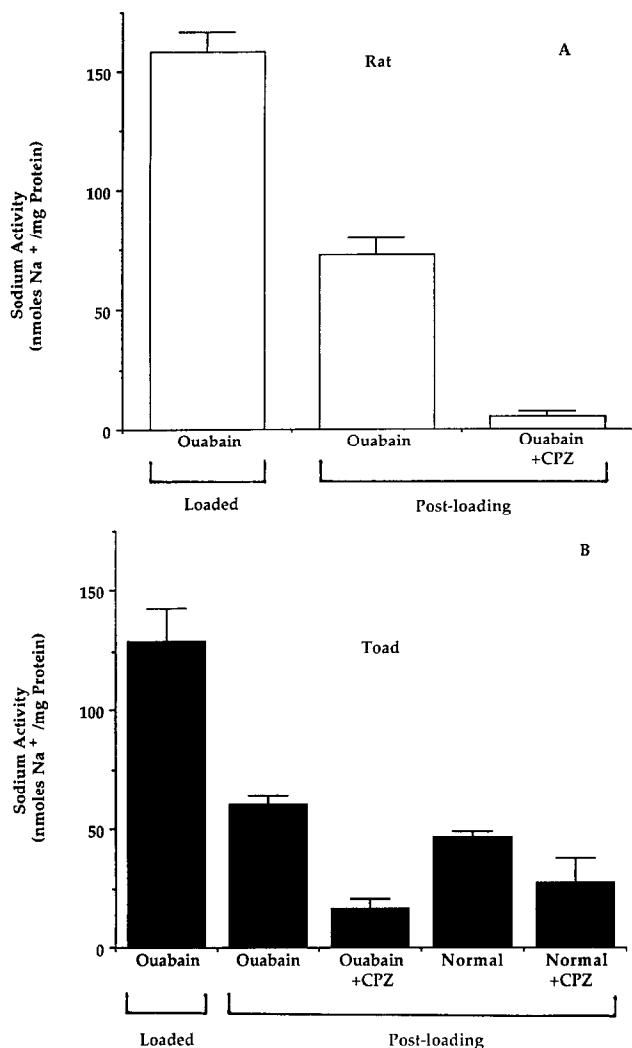 A
Rat
Sodium Activity
(nmoles Na + /mg Protein)
150
100
50
0
Ouabain
Ouabain
Ouabain
+CPZ
Loaded
Post-loading
B
Toad
Sodium Activity
(nmoles Na + /mg Protein)
150
100
50
0
Ouabain
Ouabain
Ouabain
+CPZ
Normal
Normal
+CPZ
Loaded
Post-loading